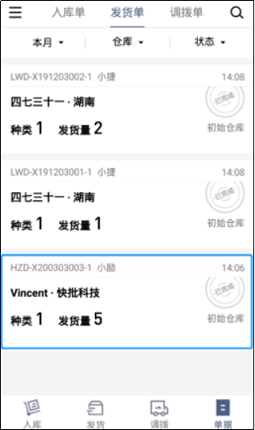 入库单 发货单 调拨单
本月 仓库 状态
LWD-X191203002-1 小捷 14:08
四七三十一 · 湖南
已完成
种类 1 发货量 2 初始仓库
LWD-X191203001-1 小捷 14:08
四七三十一 · 湖南
已完成
种类 1 发货量 1 初始仓库
HZD-X200303003-1 小励 14:06
Vincent · 快批科技
已完成
种类 1 发货量 5 初始仓库
入库 发货 调拨 单据